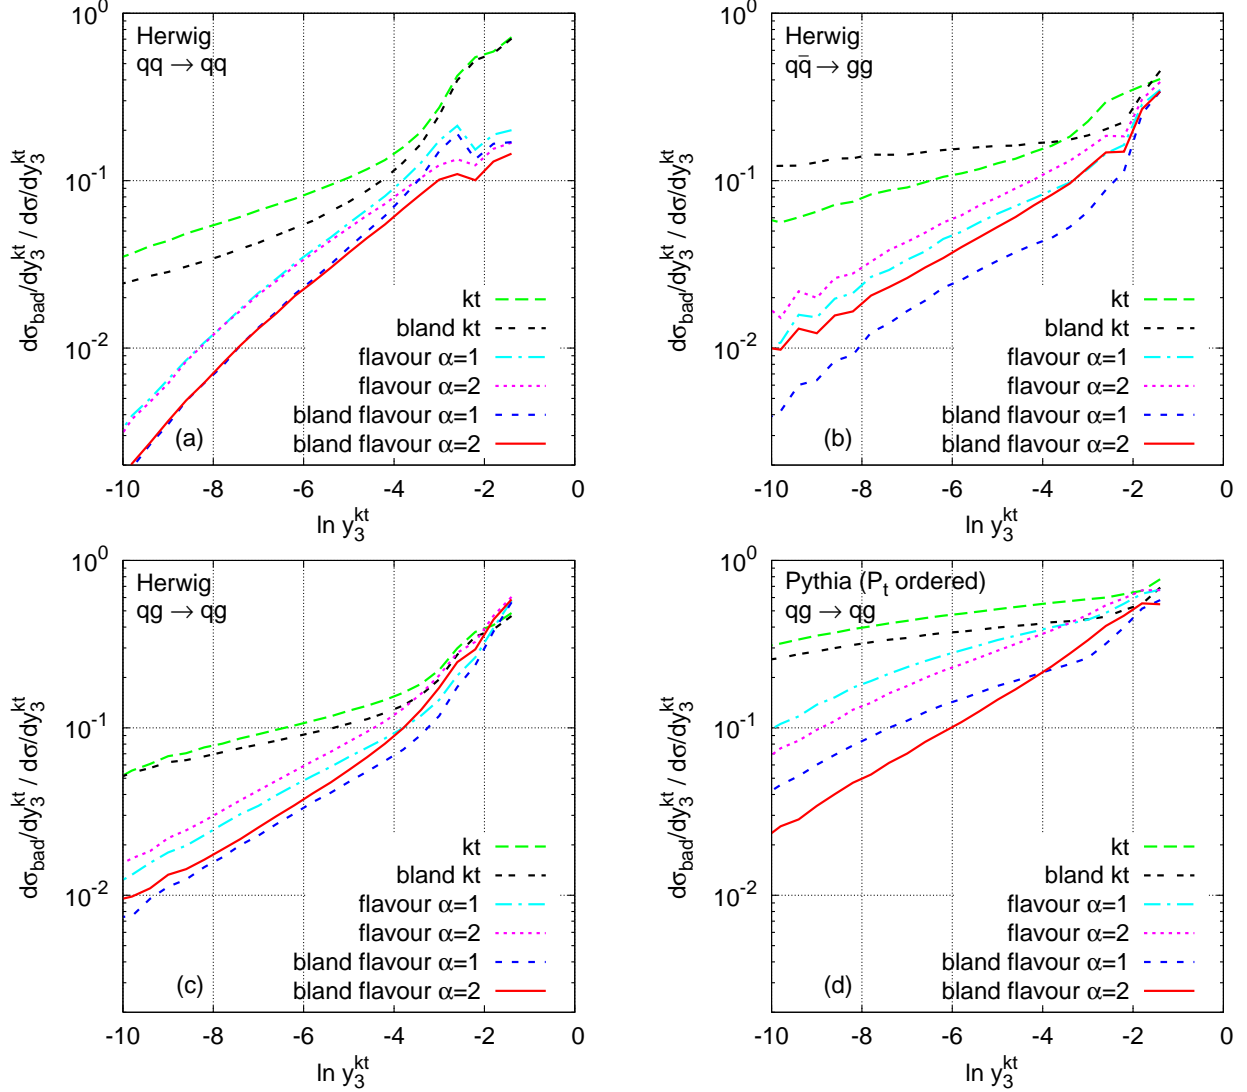 Herwig
qq → qq
dσ_bad/dy_3^kt / dσ/dy_3^kt
10^0
10^-1
10^-2
kt
bland kt
flavour α=1
flavour α=2
bland flavour α=1
bland flavour α=2
(a)
-10 -8 -6 -4 -2 0
ln y_3^kt
Herwig
qq̄ → gg
dσ_bad/dy_3^kt / dσ/dy_3^kt
10^0
10^-1
10^-2
kt
bland kt
flavour α=1
flavour α=2
bland flavour α=1
bland flavour α=2
(b)
-10 -8 -6 -4 -2 0
ln y_3^kt
Herwig
qg → qg
dσ_bad/dy_3^kt / dσ/dy_3^kt
10^0
10^-1
10^-2
kt
bland kt
flavour α=1
flavour α=2
bland flavour α=1
bland flavour α=2
(c)
-10 -8 -6 -4 -2 0
ln y_3^kt
Pythia (P_t ordered)
qg → qg
dσ_bad/dy_3^kt / dσ/dy_3^kt
10^0
10^-1
10^-2
kt
bland kt
flavour α=1
flavour α=2
bland flavour α=1
bland flavour α=2
(d)
-10 -8 -6 -4 -2 0
ln y_3^kt